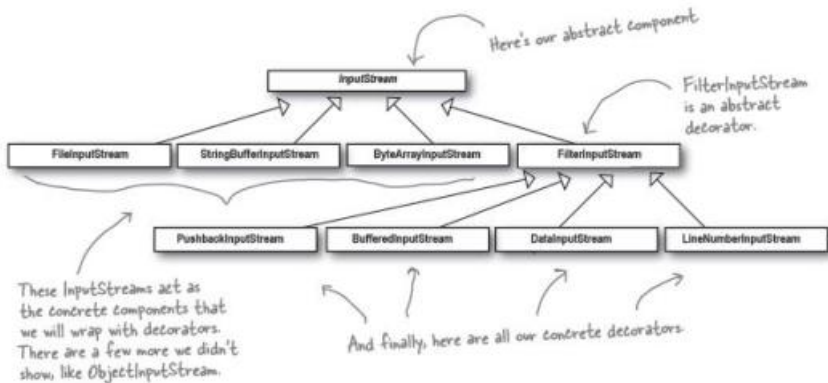 Here's our abstract component
InputStream
FilterInputStream
is an abstract
decorator.
FileInputStream
StringBufferInputStream
ByteArrayInputStream
FilterInputStream
PushbackInputStream
BufferedInputStream
DataInputStream
LineNumberInputStream
These InputStreams act as
the concrete components that
we will wrap with decorators.
There are a few more we didn't
show, like ObjectInputStream.
And finally, here are all our concrete decorators